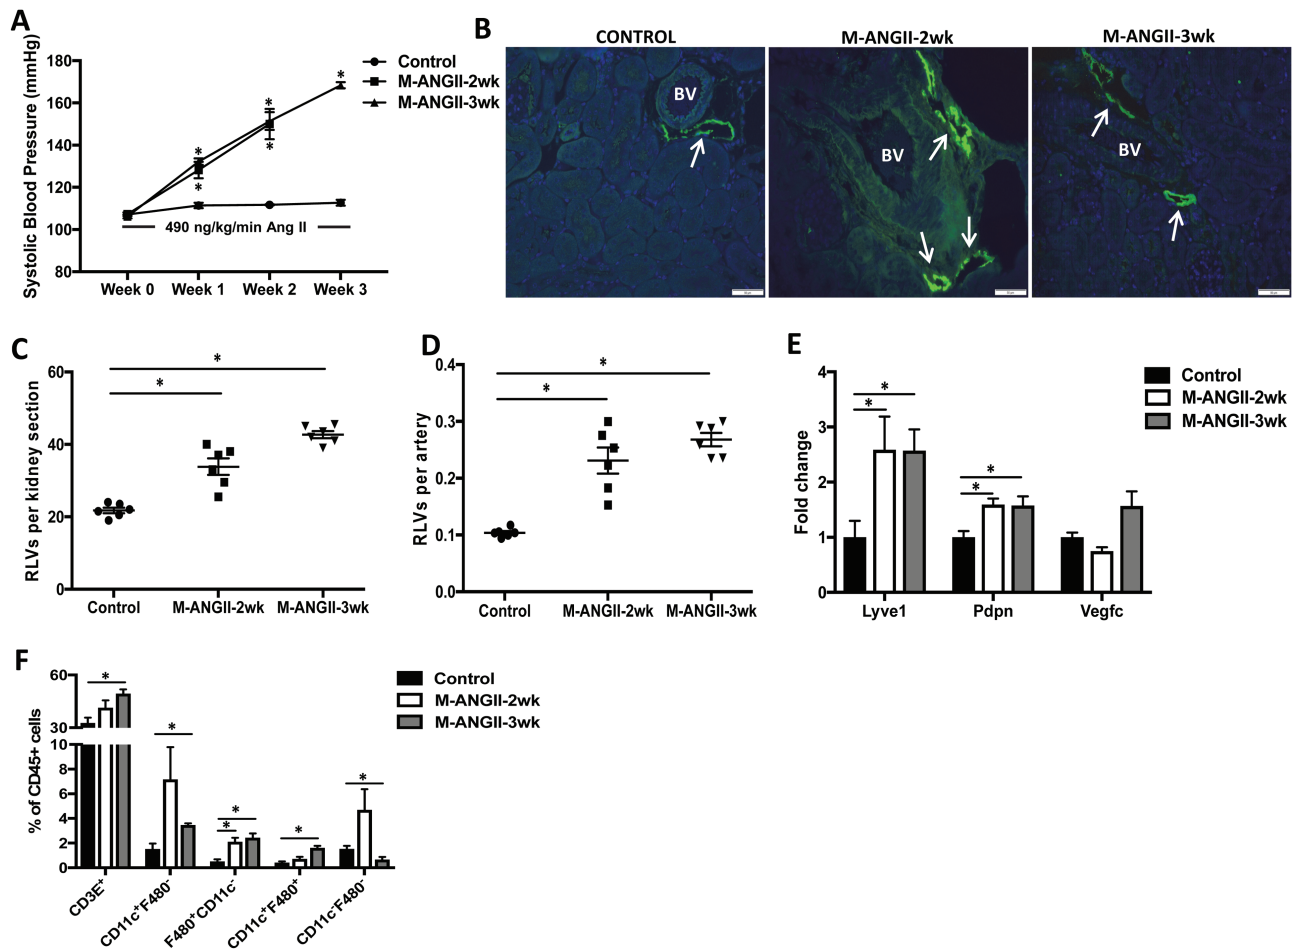 A
Systolic Blood Pressure (mmHg)
180
160
140
120
100
80
Week 0
Week 1
Week 2
Week 3
490 ng/kg/min Ang II
*
*
*
*
*
Control
M-ANGII-2wk
M-ANGII-3wk
B
CONTROL
M-ANGII-2wk
M-ANGII-3wk
BV
BV
BV
C
RLVs per kidney section
60
40
20
0
*
*
Control
M-ANGII-2wk
M-ANGII-3wk
D
RLVs per artery
0.4
0.3
0.2
0.1
0.0
*
*
Control
M-ANGII-2wk
M-ANGII-3wk
E
Fold change
4
3
2
1
0
*
*
*
*
Lyve1
Pdpn
Vegfc
Control
M-ANGII-2wk
M-ANGII-3wk
F
% of CD45+ cells
60
30
10
8
6
4
2
0
*
*
*
*
*
*
CD3E⁺
CD11c⁺F480⁻
F480⁺CD11c⁻
CD11c⁺F480⁺
CD11c⁻F480⁻
Control
M-ANGII-2wk
M-ANGII-3wk